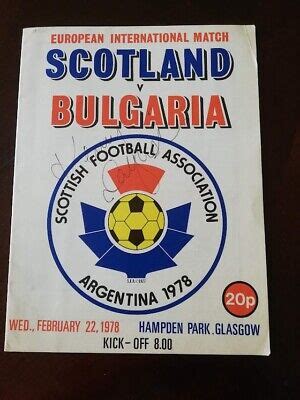 EUROPEAN INTERNATIONAL MATCH
SCOTLAND
v
BULGARIA
SCOTTISH FOOTBALL ASSOCIATION
ARGENTINA 1978
20p
WED., FEBRUARY 22, 1978 HAMPDEN PARK. GLASGOW
KICK-OFF 8.00